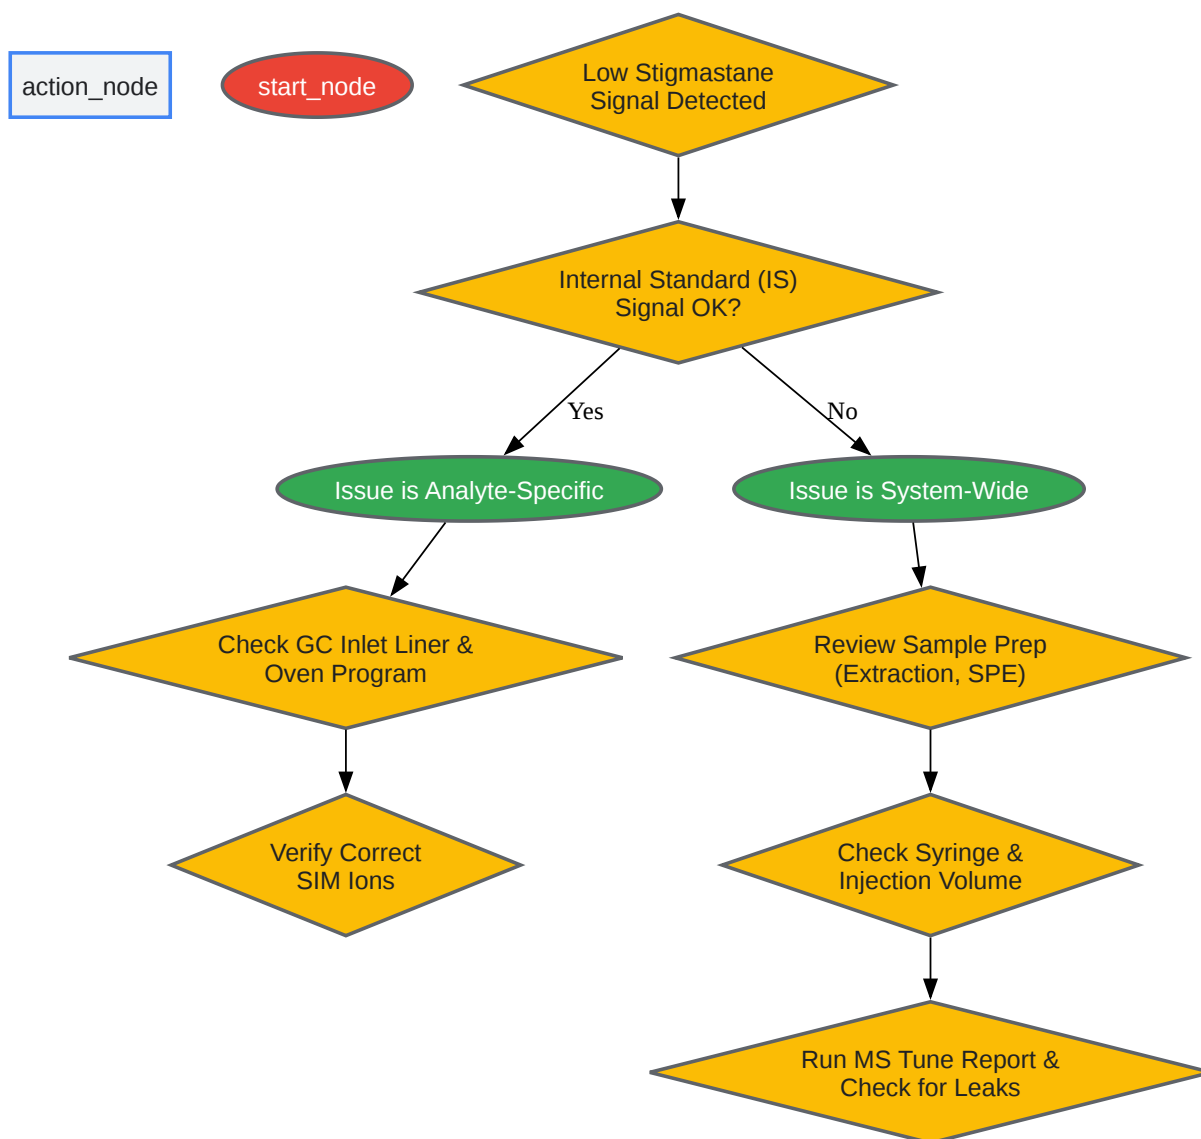 action_node
start_node
Low Stigmastane
Signal Detected
Internal Standard (IS)
Signal OK?
Yes
No
Issue is Analyte-Specific
Issue is System-Wide
Check GC Inlet Liner &
Oven Program
Review Sample Prep
(Extraction, SPE)
Verify Correct
SIM Ions
Check Syringe &
Injection Volume
Run MS Tune Report &
Check for Leaks